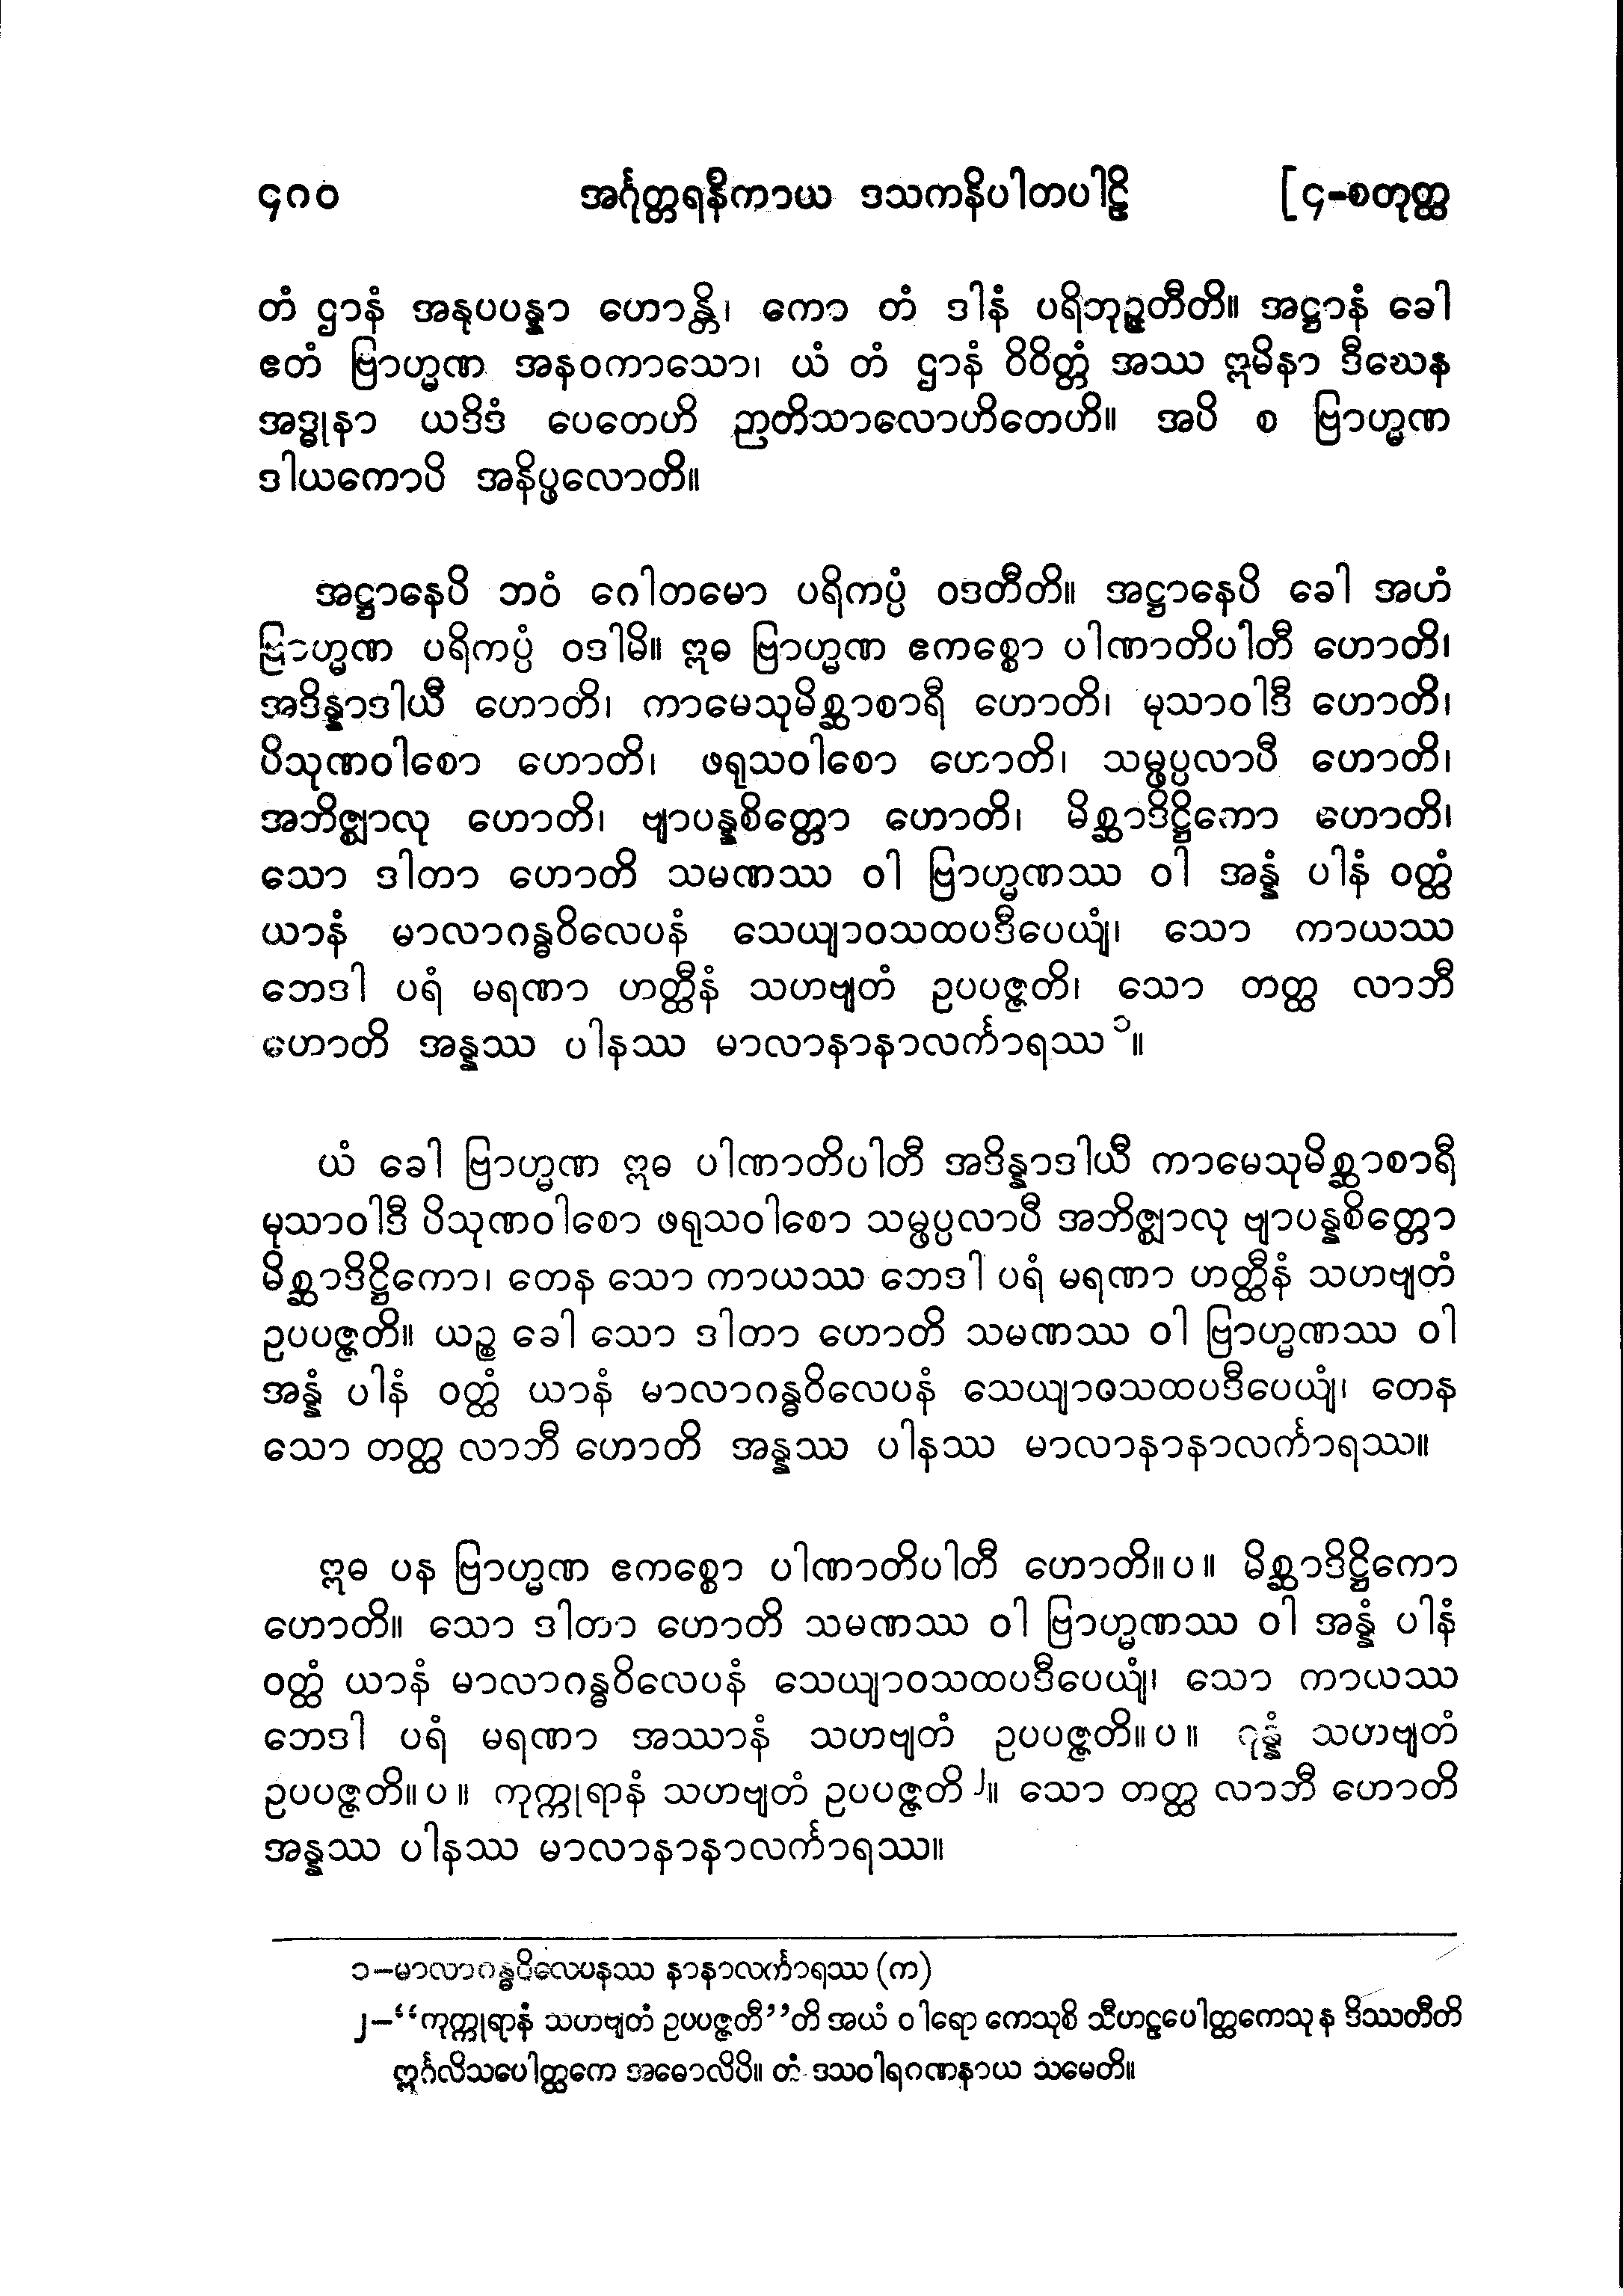 ၄၈၀ အင်္ဂုတ္တရနိကာယ ဒသကနိပါတပါဠိ [၄-စတုတ္ထ
တံ ဌာနံ အနုပပန္နာ ဟောန္တိ၊ ကော တံ ဒါနံ ပရိဘုဉ္ဇတီတိ။ အဋ္ဌာနံ ခေါ
ဧတံ ဗြာဟ္မဏ အနဝကာသော၊ ယံ တံ ဌာနံ ဝိဝိတ္တံ အဿ ဣမိနာ ဒီဃေန
အဒ္ဓုနာ ယဒိဒံ ပေတေဟိ ဉာတိသာလောဟိတေဟိ။ အပိ စ ဗြာဟ္မဏ
ဒါယကောပိ အနိပ္ဖလောတိ။
အဋ္ဌာနေပိ ဘဝံ ဂေါတမော ပရိကပ္ပံ ဝဒတီတိ။ အဋ္ဌာနေပိ ခေါ အဟံ
ဗြာဟ္မဏ ပရိကပ္ပံ ဝဒါမိ။ ဣဓ ဗြာဟ္မဏ ဧကစ္စော ပါဏာတိပါတီ ဟောတိ၊
အဒိန္နာဒါယီ ဟောတိ၊ ကာမေသုမိစ္ဆာစာရီ ဟောတိ၊ မုသာဝါဒီ ဟောတိ၊
ပိသုဏဝါစော ဟောတိ၊ ဖရုသဝါစော ဟောတိ၊ သမ္ဖပ္ပလာပီ ဟောတိ၊
အဘိဇ္ဈာလု ဟောတိ၊ ဗျာပန္နစိတ္တော ဟောတိ၊ မိစ္ဆာဒိဋ္ဌိကော ဟောတိ၊
သော ဒါတာ ဟောတိ သမဏဿ ဝါ ဗြာဟ္မဏဿ ဝါ အန္နံ ပါနံ ဝတ္ထံ
ယာနံ မာလာဂန္ဓဝိလေပနံ သေယျာဝသထပဒီပေယျံ၊ သော ကာယဿ
ဘေဒါ ပရံ မရဏာ ဟတ္ထီနံ သဟဗျတံ ဥပပဇ္ဇတိ၊ သော တတ္ထ လာဘီ
ဟောတိ အန္နဿ ပါနဿ မာလာနာနာလင်္ကာရဿ ၁။
ယံ ခေါ ဗြာဟ္မဏ ဣဓ ပါဏာတိပါတီ အဒိန္နာဒါယီ ကာမေသုမိစ္ဆာစာရီ
မုသာဝါဒီ ပိသုဏဝါစော ဖရုသဝါစော သမ္ဖပ္ပလာပီ အဘိဇ္ဈာလု ဗျာပန္နစိတ္တော
မိစ္ဆာဒိဋ္ဌိကော၊ တေန သော ကာယဿ ဘေဒါ ပရံ မရဏာ ဟတ္ထီနံ သဟဗျတံ
ဥပပဇ္ဇတိ။ ယဉ္စ ခေါ သော ဒါတာ ဟောတိ သမဏဿ ဝါ ဗြာဟ္မဏဿ ဝါ
အန္နံ ပါနံ ဝတ္ထံ ယာနံ မာလာဂန္ဓဝိလေပနံ သေယျာဝသထပဒီပေယျံ၊ တေန
သော တတ္ထ လာဘီ ဟောတိ အန္နဿ ပါနဿ မာလာနာနာလင်္ကာရဿ။
ဣဓ ပန ဗြာဟ္မဏ ဧကစ္စော ပါဏာတိပါတီ ဟောတိ။ပ။ မိစ္ဆာဒိဋ္ဌိကော
ဟောတိ။ သော ဒါတာ ဟောတိ သမဏဿ ဝါ ဗြာဟ္မဏဿ ဝါ အန္နံ ပါနံ
ဝတ္ထံ ယာနံ မာလာဂန္ဓဝိလေပနံ သေယျာဝသထပဒီပေယျံ၊ သော ကာယဿ
ဘေဒါ ပရံ မရဏာ အဿာနံ သဟဗျတံ ဥပပဇ္ဇတိ။ပ။ ဂုန္နံ သဟဗျတံ
ဥပပဇ္ဇတိ။ပ။ ကုက္ကုရာနံ သဟဗျတံ ဥပပဇ္ဇတိ ၂။ သော တတ္ထ လာဘီ ဟောတိ
အန္နဿ ပါနဿ မာလာနာနာလင်္ကာရဿ။
၁–မာလာဂန္ဓဝိလေပနဿ နာနာလင်္ကာရဿ (က)
၂–“ကုက္ကုရာနံ သဟဗျတံ ဥပပဇ္ဇတီ”တိ အယံ ဝါရော ကေသုစိ သီဟဠပေါတ္ထကေသု န ဒိဿတီတိ
ဣင်္ဂလိသပေါတ္ထကေ အဓောလိပိ။ တံ ဒသဝါရဂဏနာယ သမေတိ။